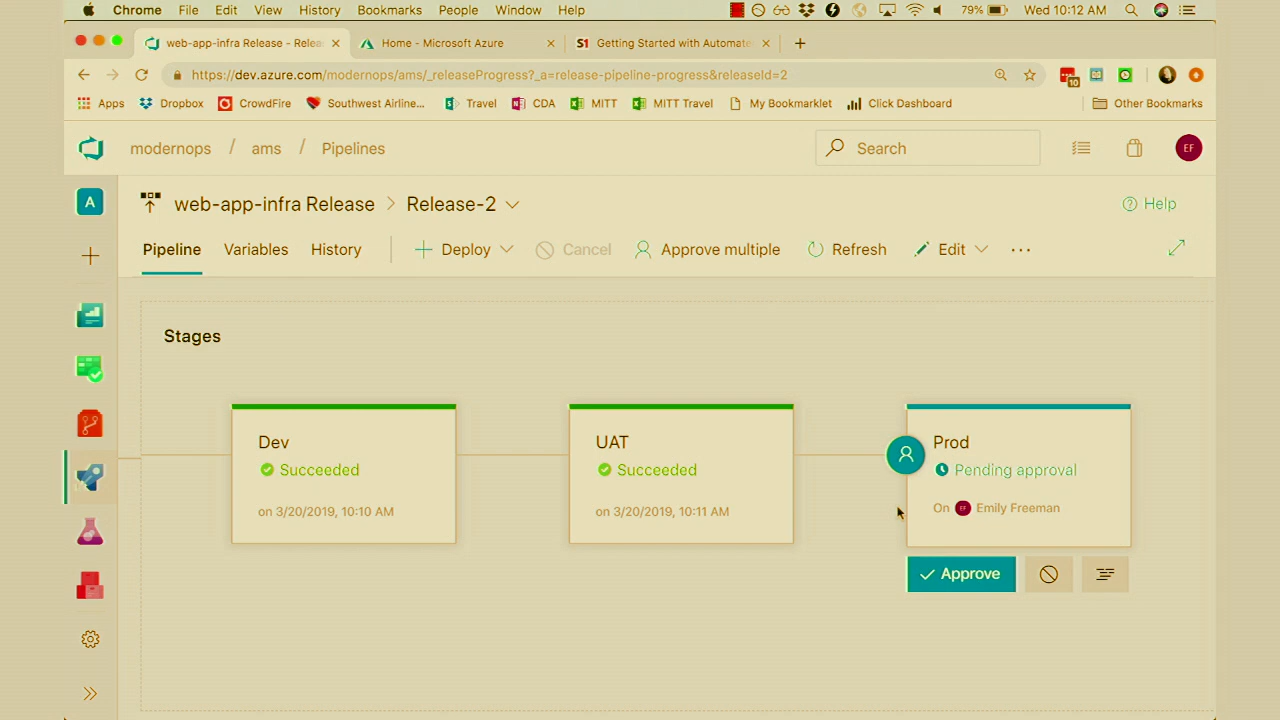 Chrome File Edit View History Bookmarks People Window Help 79% Wed 10:12 AM
web-app-infra Release - Relea Home - Microsoft Azure S1 Getting Started with Automate
https://dev.azure.com/modernops/ams/_releaseProgress?_a=release-pipeline-progress&releaseId=2 10
Apps Dropbox CrowdFire Southwest Airline... Travel CDA MITT MITT Travel My Bookmarklet Click Dashboard Other Bookmarks
modernops / ams / Pipelines Search EF
A web-app-infra Release > Release-2 Help
Pipeline Variables History Deploy Cancel Approve multiple Refresh Edit ...
Stages
Dev UAT Prod
Succeeded Succeeded Pending approval
on 3/20/2019, 10:10 AM on 3/20/2019, 10:11 AM On EF Emily Freeman
Approve